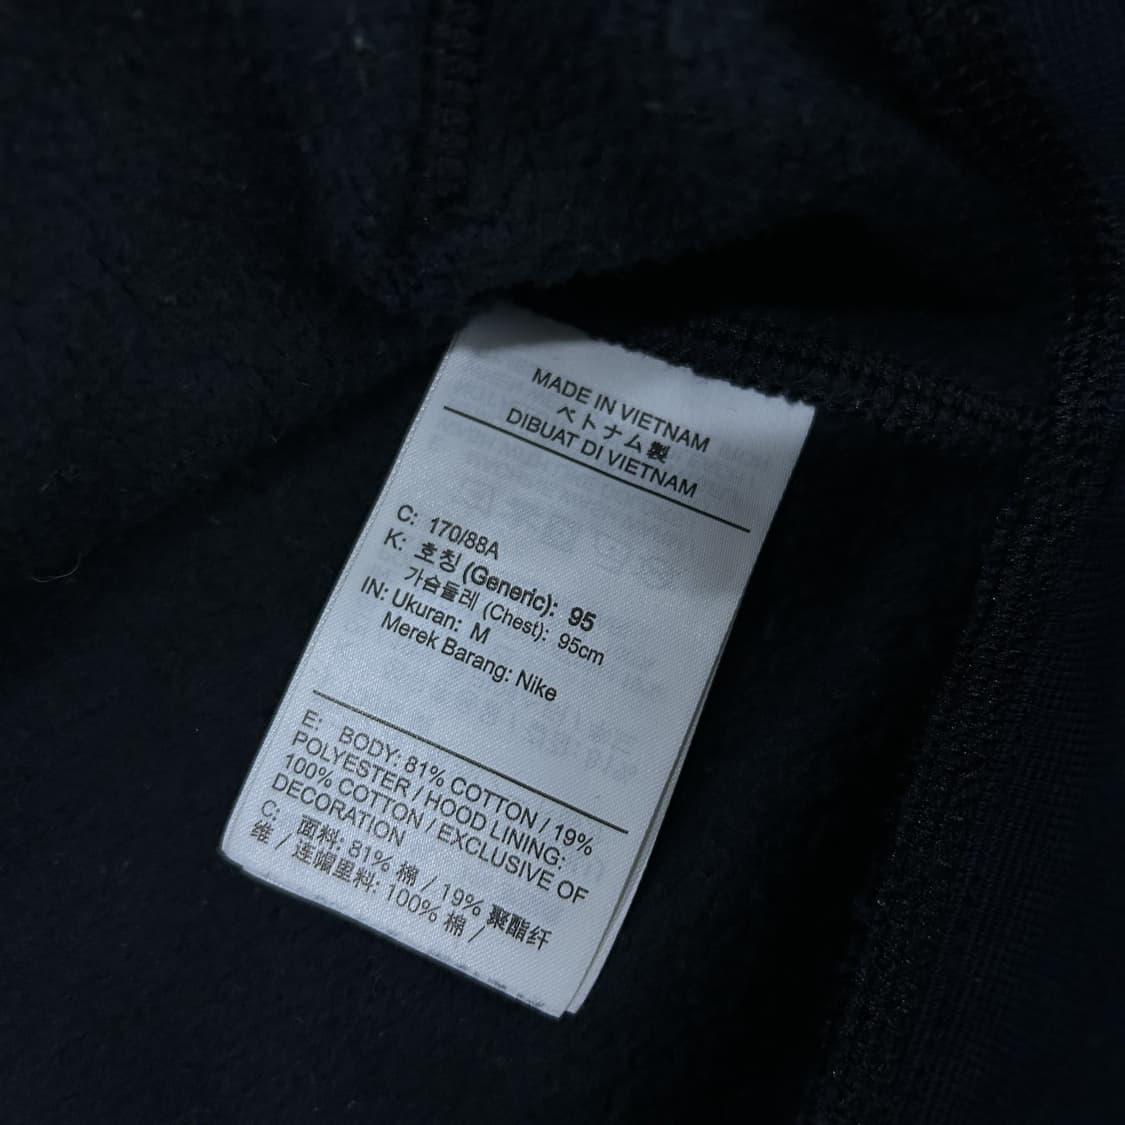 MADE IN VIETNAM
ベトナム製
DIBUAT DI VIETNAM
C: 170/88A
K: 호칭 (Generic): 95
가슴둘레 (Chest): 95cm
IN: Ukuran: M
Merek Barang: Nike
E: BODY: 81% COTTON / 19%
POLYESTER / HOOD LINING:
100% COTTON / EXCLUSIVE OF
DECORATION
C: 面料: 81% 棉 / 19% 聚酯纤
维 / 连帽里料: 100% 棉 /